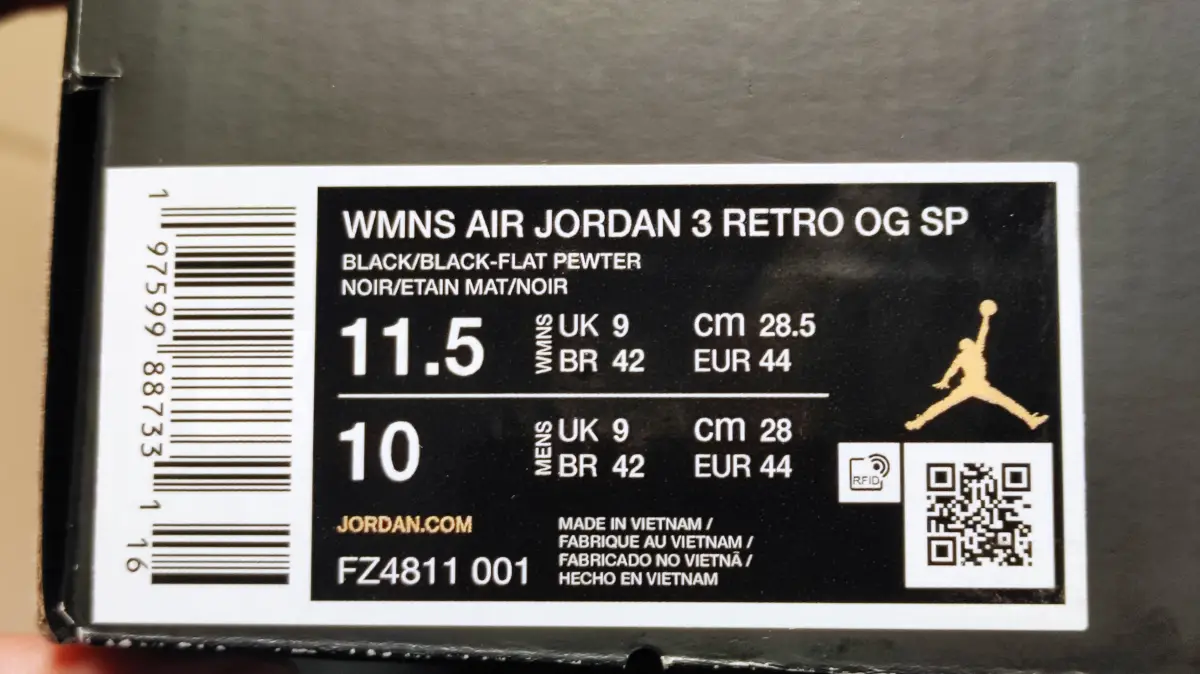 WMNS AIR JORDAN 3 RETRO OG SP
BLACK/BLACK-FLAT PEWTER
NOIR/ETAIN MAT/NOIR
11.5 WMNS UK 9 cm 28.5
BR 42 EUR 44
10 MENS UK 9 cm 28
BR 42 EUR 44
RFID
JORDAN.COM
FZ4811 001
MADE IN VIETNAM /
FABRIQUE AU VIETNAM /
FABRICADO NO VIETNÃ /
HECHO EN VIETNAM
1 97599 88733 1 16